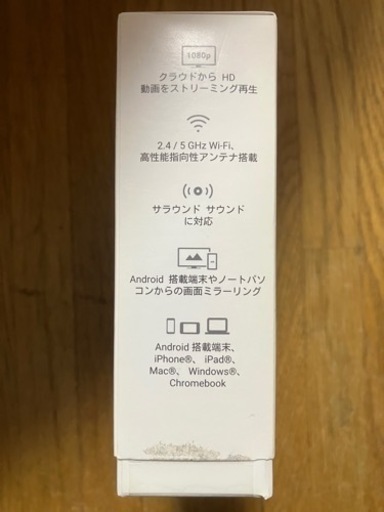 1080p
クラウドから HD
動画をストリーミング再生
2.4 / 5 GHz Wi-Fi、
高性能指向性アンテナ搭載
サラウンド サウンド
に対応
Android 搭載端末やノートパソ
コンからの画面ミラーリング
Android 搭載端末、
iPhone®、 iPad®、
Mac®、 Windows®、
Chromebook